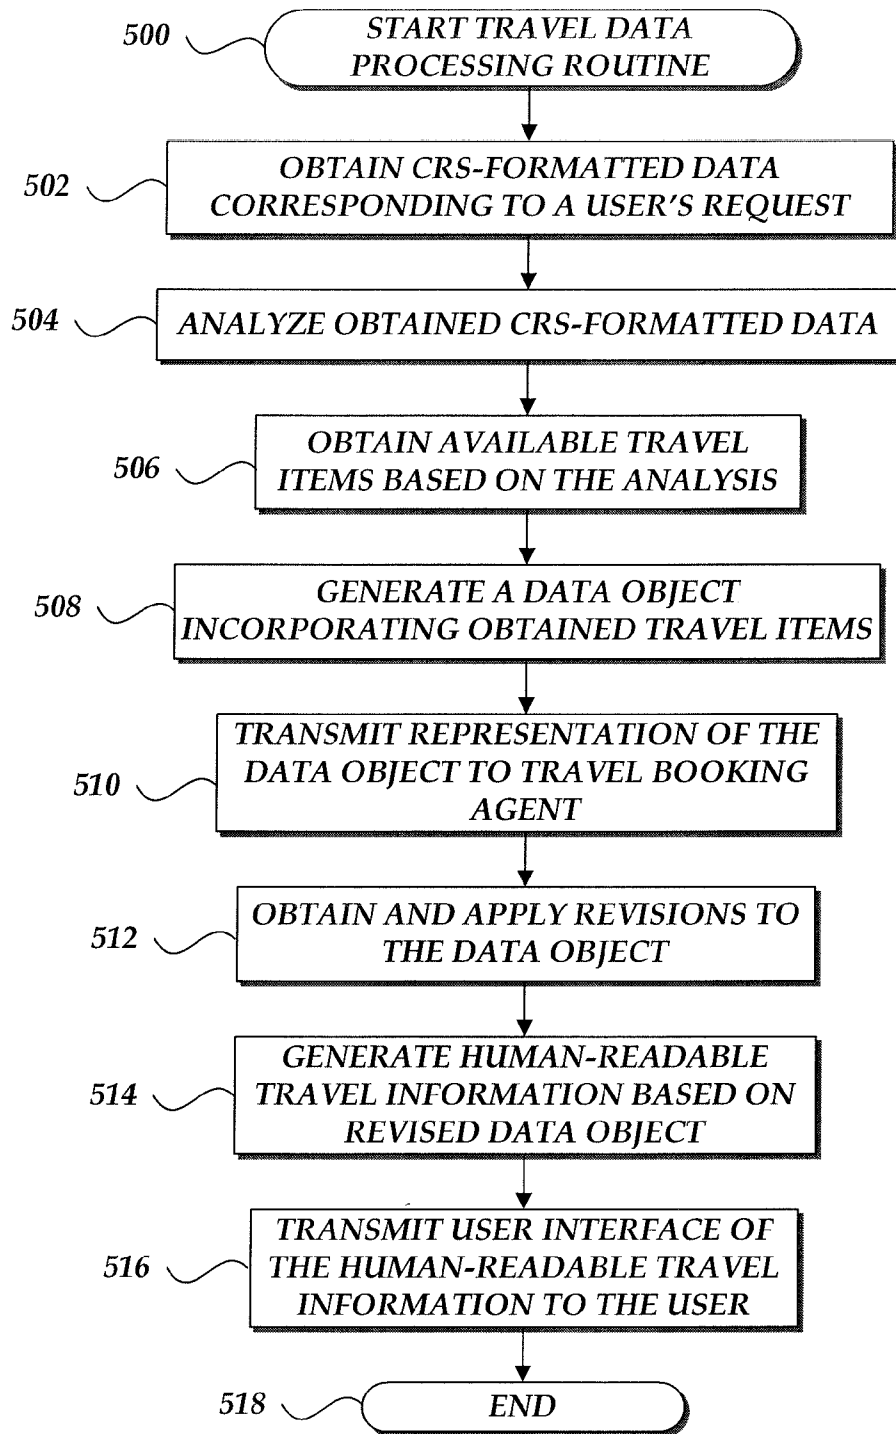 500
START TRAVEL DATA
PROCESSING ROUTINE
502
OBTAIN CRS-FORMATTED DATA
CORRESPONDING TO A USER'S REQUEST
504
ANALYZE OBTAINED CRS-FORMATTED DATA
506
OBTAIN AVAILABLE TRAVEL
ITEMS BASED ON THE ANALYSIS
508
GENERATE A DATA OBJECT
INCORPORATING OBTAINED TRAVEL ITEMS
510
TRANSMIT REPRESENTATION OF THE
DATA OBJECT TO TRAVEL BOOKING
AGENT
512
OBTAIN AND APPLY REVISIONS TO
THE DATA OBJECT
514
GENERATE HUMAN-READABLE
TRAVEL INFORMATION BASED ON
REVISED DATA OBJECT
516
TRANSMIT USER INTERFACE OF
THE HUMAN-READABLE TRAVEL
INFORMATION TO THE USER
518
END